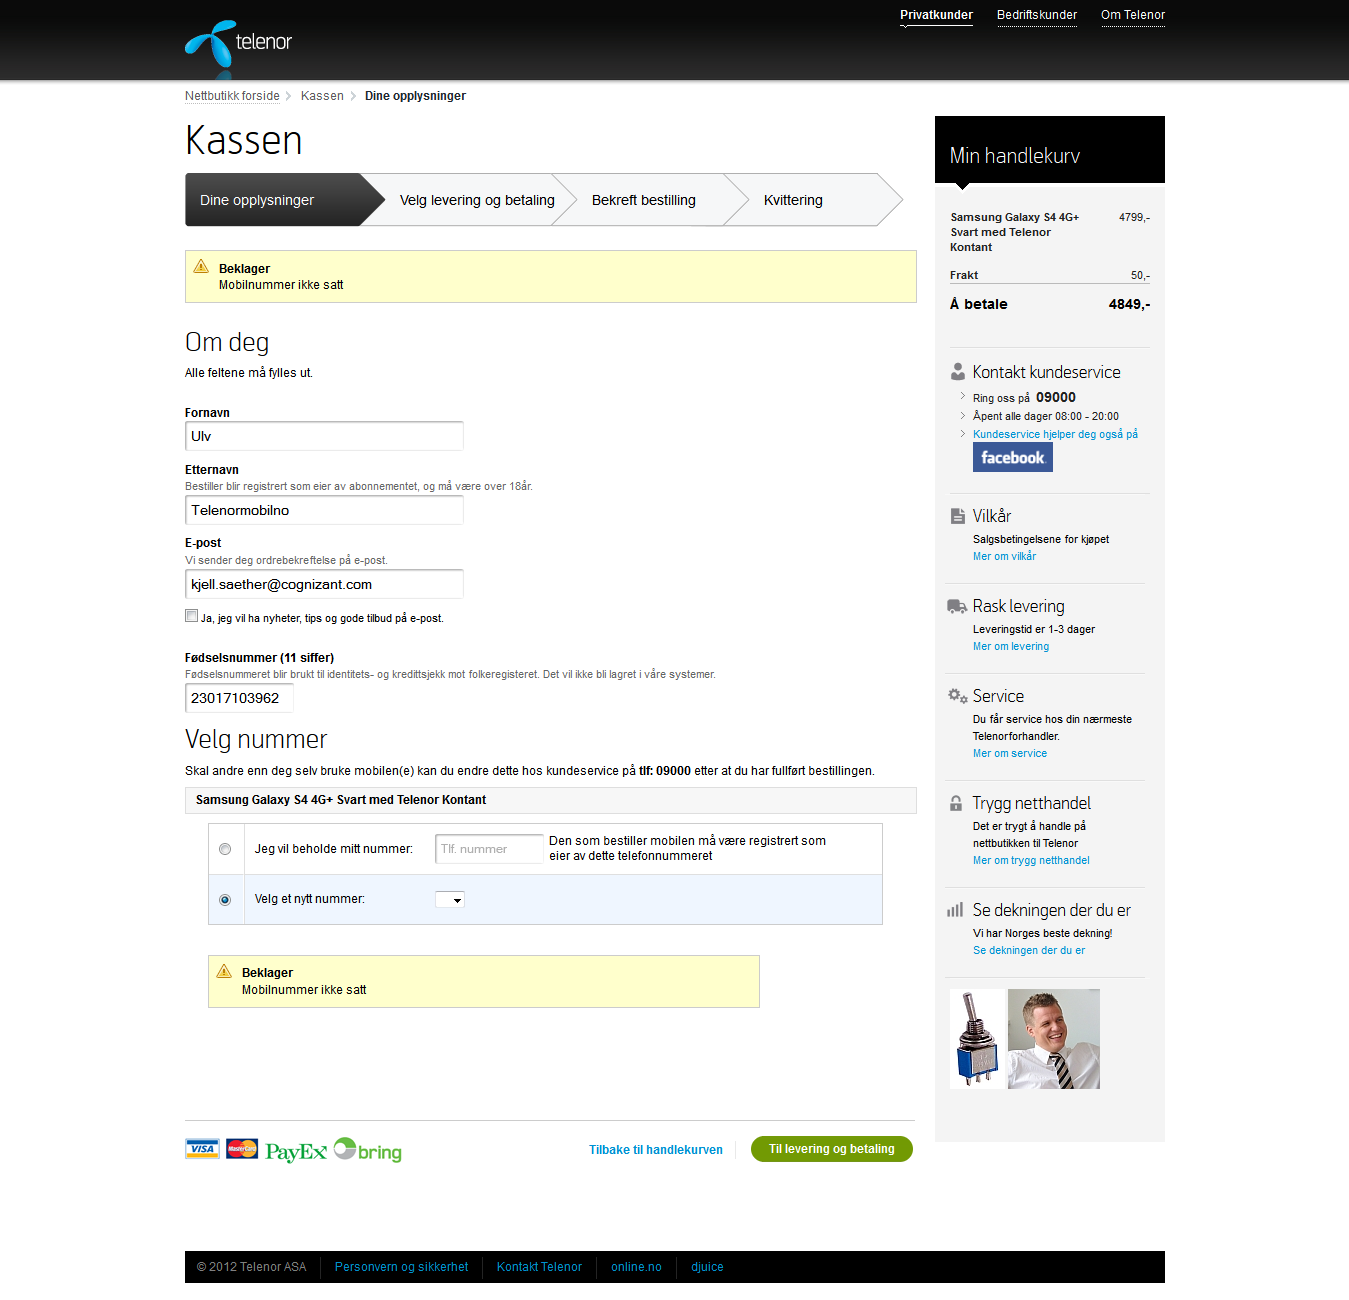 Privatkunder
Bedriftskunder
Om Telenor
telenor
Nettbutikk forside
Kassen
Dine opplysninger
Kassen
Dine opplysninger
Velg levering og betaling
Bekreft bestilling
Kvittering
Beklager
Mobilnummer ikke satt
Om deg
Alle feltene må fylles ut.
Fornavn
Ulv
Etternavn
Bestiller blir registrert som eier av abonnementet, og må være over 18år.
Telenormobilno
E-post
Vi sender deg ordrebekreftelse på e-post.
kjell.saether@cognizant.com
Ja, jeg vil ha nyheter, tips og gode tilbud på e-post.
Fødselsnummer (11 siffer)
Fødselsnummeret blir brukt til identitets- og kredittsjekk mot folkeregisteret. Det vil ikke bli lagret i våre systemer.
23017103962
Velg nummer
Skal andre enn deg selv bruke mobilen(e) kan du endre dette hos kundeservice på tlf: 09000 etter at du har fullført bestillingen.
Samsung Galaxy S4 4G+ Svart med Telenor Kontant
Jeg vil beholde mitt nummer:
Tlf. nummer
Den som bestiller mobilen må være registrert som
eier av dette telefonnummeret
Velg et nytt nummer:
Beklager
Mobilnummer ikke satt
VISA
MasterCard
PayEx
bring
Tilbake til handlekurven
Til levering og betaling
Min handlekurv
Samsung Galaxy S4 4G+ 4799,-
Svart med Telenor
Kontant
Frakt 50,-
Å betale 4849,-
Kontakt kundeservice
Ring oss på 09000
Åpent alle dager 08:00 - 20:00
Kundeservice hjelper deg også på
facebook
Vilkår
Salgsbetingelsene for kjøpet
Mer om vilkår
Rask levering
Leveringstid er 1-3 dager
Mer om levering
Service
Du får service hos din nærmeste
Telenorforhandler.
Mer om service
Trygg netthandel
Det er trygt å handle på
nettbutikken til Telenor
Mer om trygg netthandel
Se dekningen der du er
Vi har Norges beste dekning!
Se dekningen der du er
© 2012 Telenor ASA
Personvern og sikkerhet
Kontakt Telenor
online.no
djuice